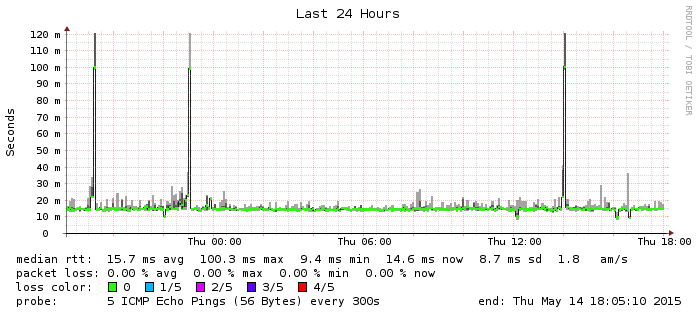 Last 24 Hours
RRDTOOL / TOBI OETIKER
Seconds
120 m
110 m
100 m
90 m
80 m
70 m
60 m
50 m
40 m
30 m
20 m
10 m
0
Thu 00:00 Thu 06:00 Thu 12:00 Thu 18:00
median rtt: 15.7 ms avg 100.3 ms max 9.4 ms min 14.6 ms now 8.7 ms sd 1.8 am/s
packet loss: 0.00 % avg 0.00 % max 0.00 % min 0.00 % now
loss color: 0 1/5 2/5 3/5 4/5
probe: 5 ICMP Echo Pings (56 Bytes) every 300s end: Thu May 14 18:05:10 2015